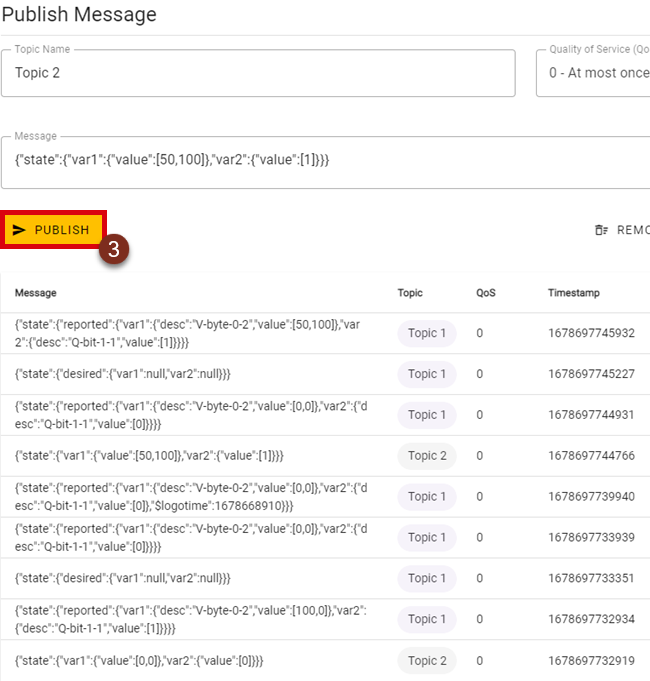 Publish Message
Topic Name
Quality of Service (Qo
Topic 2
0 - At most once
Message
{"state":{"var1":{"value":[50,100]},"var2":{"value":[1]}}}
PUBLISH
3
REMO
Message Topic QoS Timestamp
{"state":{"reported":{"var1":{"desc":"V-byte-0-2","value":[50,100]},"var
2":{"desc":"Q-bit-1-1","value":[1]}}}}
Topic 1 0 1678697745932
{"state":{"desired":{"var1":null,"var2":null}}}
Topic 1 0 1678697745227
{"state":{"reported":{"var1":{"desc":"V-byte-0-2","value":[0,0]},"var2":{"d
esc":"Q-bit-1-1","value":[0]}}}}
Topic 1 0 1678697744931
{"state":{"var1":{"value":[50,100]},"var2":{"value":[1]}}}
Topic 2 0 1678697744766
{"state":{"reported":{"var1":{"desc":"V-byte-0-2","value":[0,0]},"var2":{"d
esc":"Q-bit-1-1","value":[0]},"$logotime":1678668910}}}
Topic 1 0 1678697739940
{"state":{"reported":{"var1":{"desc":"V-byte-0-2","value":[0,0]},"var2":{"d
esc":"Q-bit-1-1","value":[0]}}}}
Topic 1 0 1678697733939
{"state":{"desired":{"var1":null,"var2":null}}}
Topic 1 0 1678697733351
{"state":{"reported":{"var1":{"desc":"V-byte-0-2","value":[100,0]},"var2":
{"desc":"Q-bit-1-1","value":[1]}}}}
Topic 1 0 1678697732934
{"state":{"var1":{"value":[0,0]},"var2":{"value":[0]}}}
Topic 2 0 1678697732919